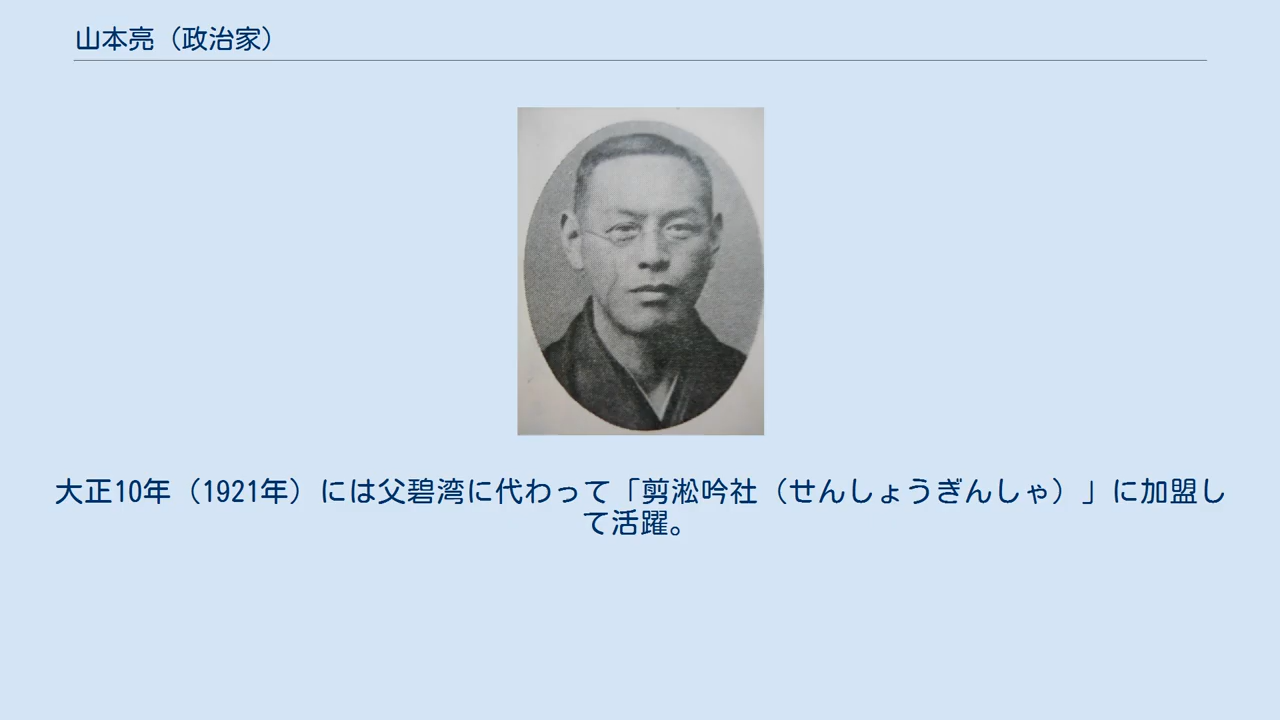 山本亮（政治家）
大正10年（1921年）には父碧湾に代わって「剪淞吟社（せんしょうぎんしゃ）」に加盟し
て活躍。